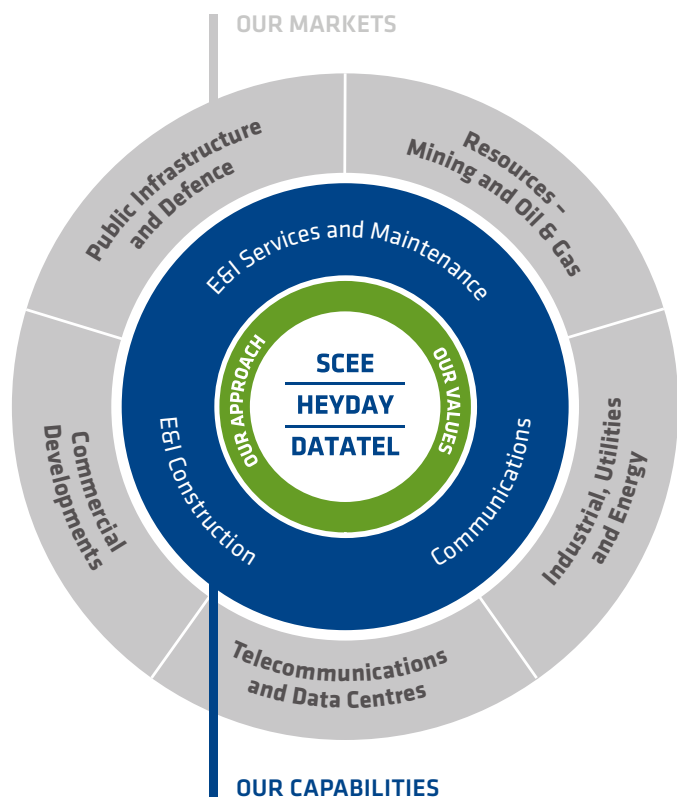 OUR MARKETS
Public Infrastructure
and Defence
Resources –
Mining and Oil & Gas
E&I Services and Maintenance
OUR APPROACH
OUR VALUES
SCEE
HEYDAY
DATATEL
Commercial
Developments
E&I Construction
Communications
Industrial, Utilities
and Energy
Telecommunications
and Data Centres
OUR CAPABILITIES